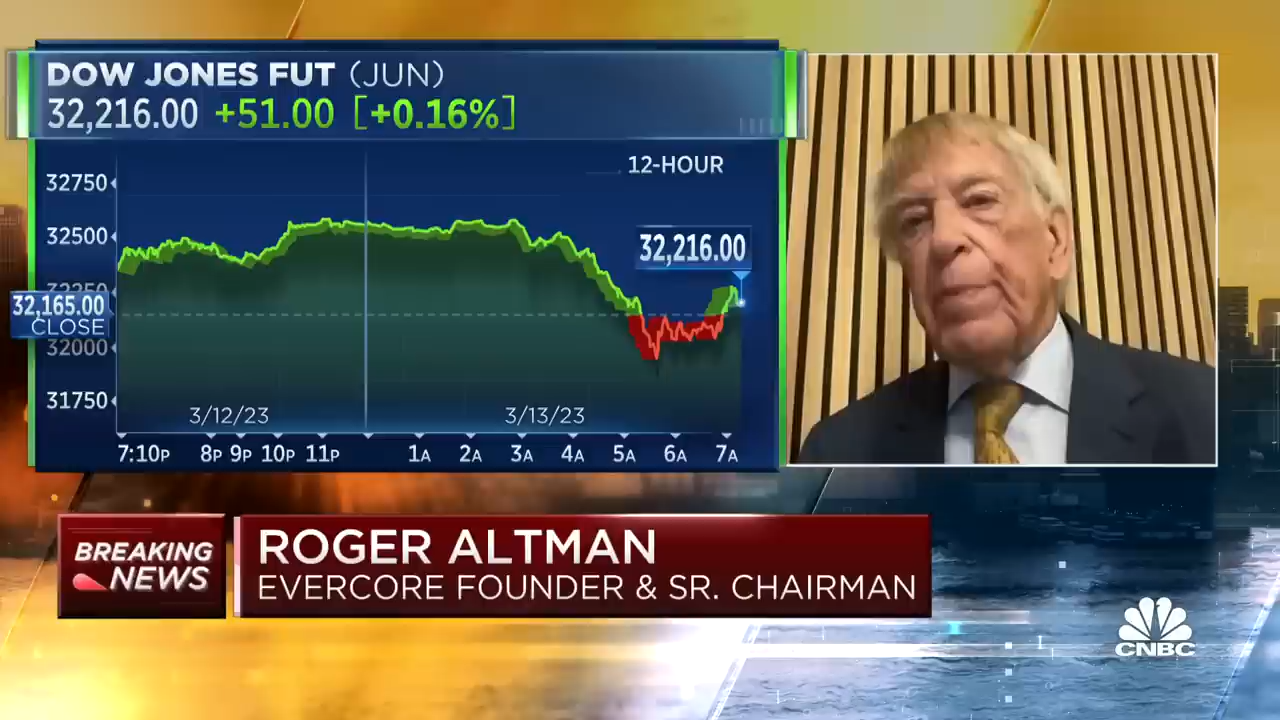 DOW JONES FUT (JUN)
32,216.00 +51.00 [+0.16%]
12-HOUR
32750
32500
32,216.00
32250
32,165.00
CLOSE
32000
31750
3/12/23 3/13/23
7:10P 8P 9P 10P 11P 1A 2A 3A 4A 5A 6A 7A
BREAKING
NEWS
ROGER ALTMAN
EVERCORE FOUNDER & SR. CHAIRMAN
CNBC